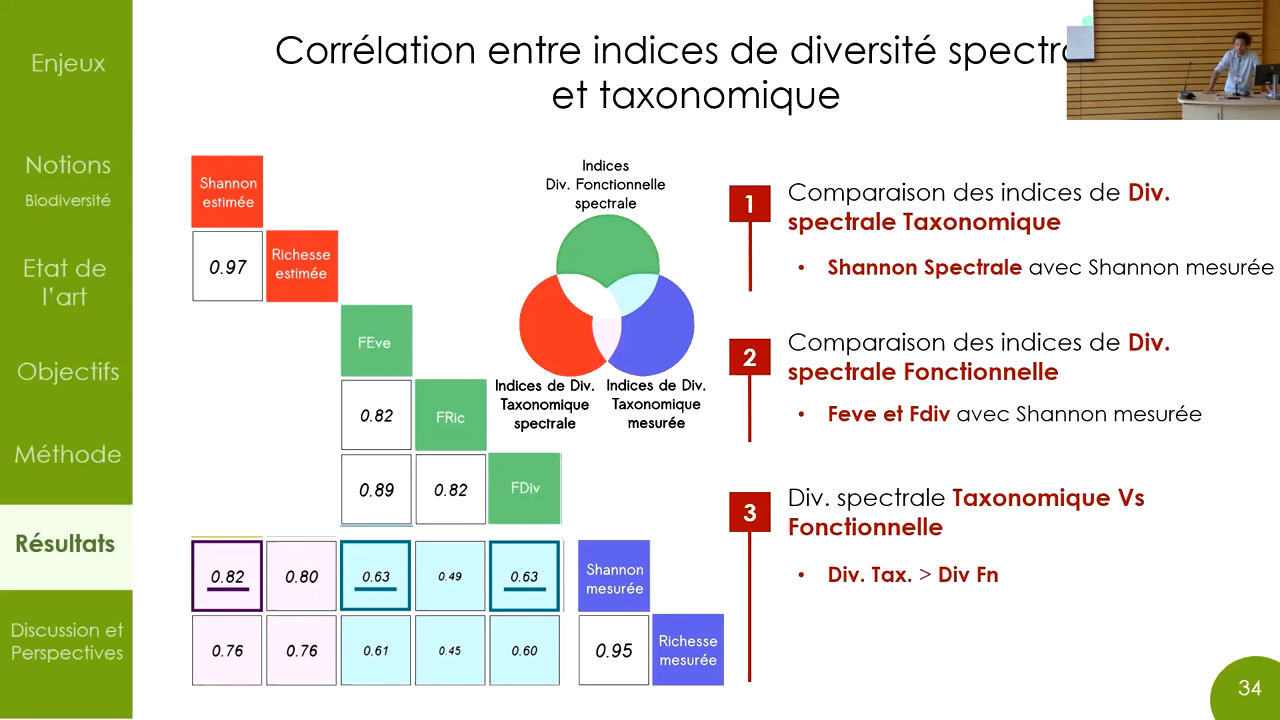 Corrélation entre indices de diversité
et taxonomique
Enjeux
Notions
Biodiversité
Etat de
l'art
Objectifs
Méthode
Résultats
Discussion et
Perspectives
Shannon
estimée
0.97
Richesse
estimée
FEve
0.82
FRic
0.89
0.82
FDiv
0.82
0.80
0.63
0.49
0.63
Shannon
mesurée
0.76
0.76
0.61
0.45
0.60
0.95
Richesse
mesurée
Indices
Div. Fonctionnelle
spectrale
Indices de Div.
Taxonomique
spectrale
Indices de Div.
Taxonomique
mesurée
1
Comparaison des indices de Div.
spectrale Taxonomique
• Shannon Spectrale avec Shannon mesurée
2
Comparaison des indices de Div.
spectrale Fonctionnelle
• Feve et Fdiv avec Shannon mesurée
3
Div. spectrale Taxonomique Vs
Fonctionnelle
• Div. Tax. > Div Fn
34